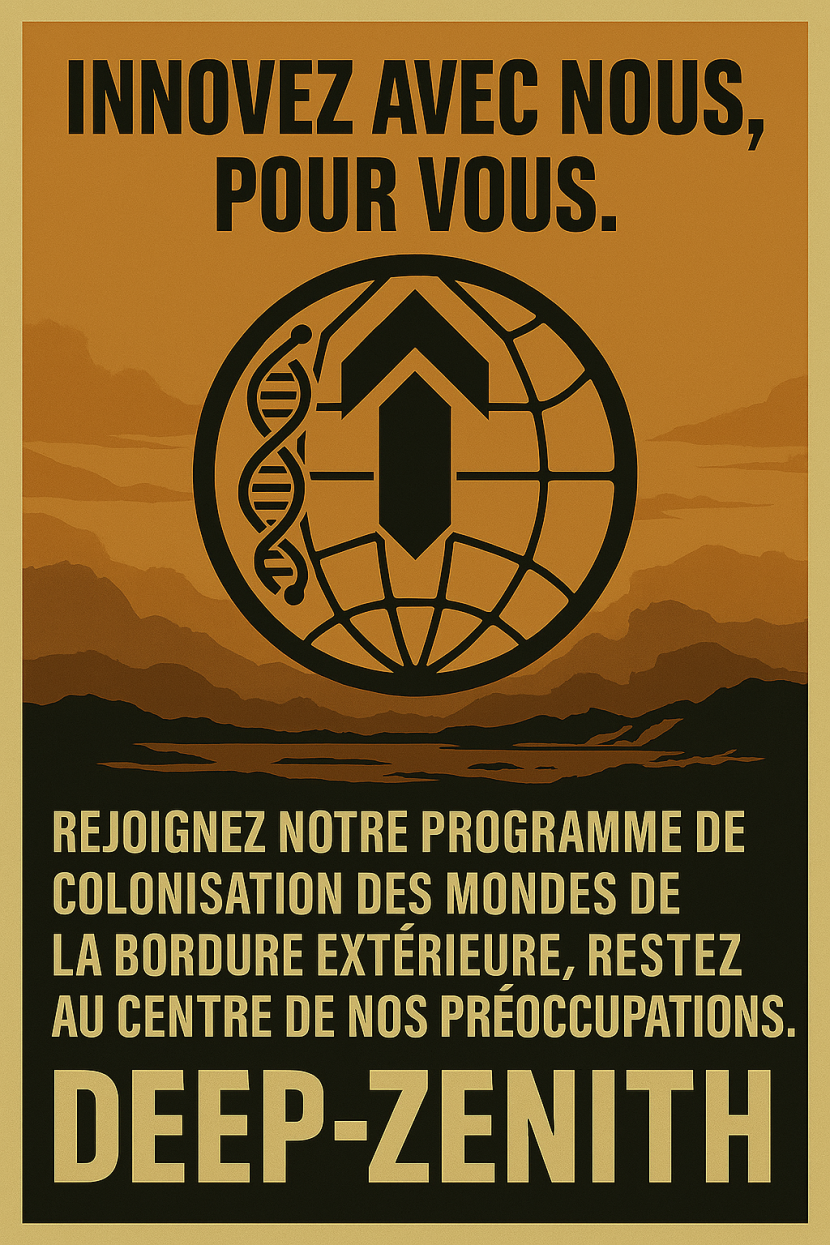 INNOVEZ AVEC NOUS,
POUR VOUS.
REJOIGNEZ NOTRE PROGRAMME DE
COLONISATION DES MONDES DE
LA BORDURE EXTÉRIEURE, RESTEZ
AU CENTRE DE NOS PRÉOCCUPATIONS.
DEEP-ZENITH